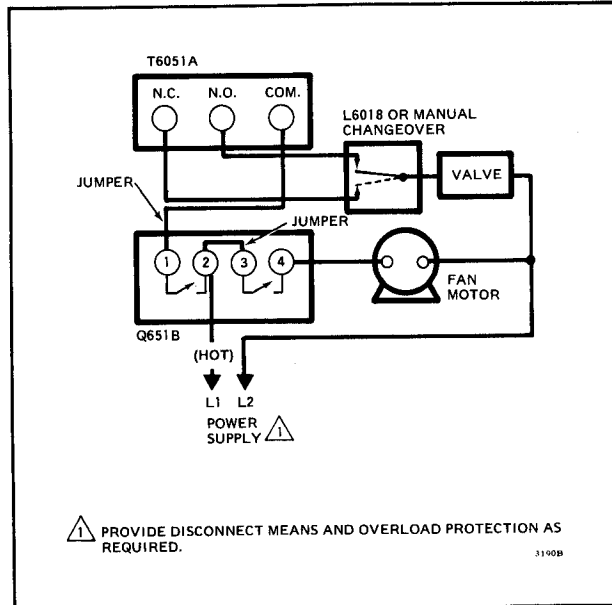 T6051A
N.C. N.O. COM.
L6018 OR MANUAL
CHANGEOVER
VALVE
JUMPER
JUMPER
1 2 3 4
FAN
MOTOR
Q651B
(HOT)
L1 L2
POWER
SUPPLY 1
1 PROVIDE DISCONNECT MEANS AND OVERLOAD PROTECTION AS
REQUIRED.
3190B